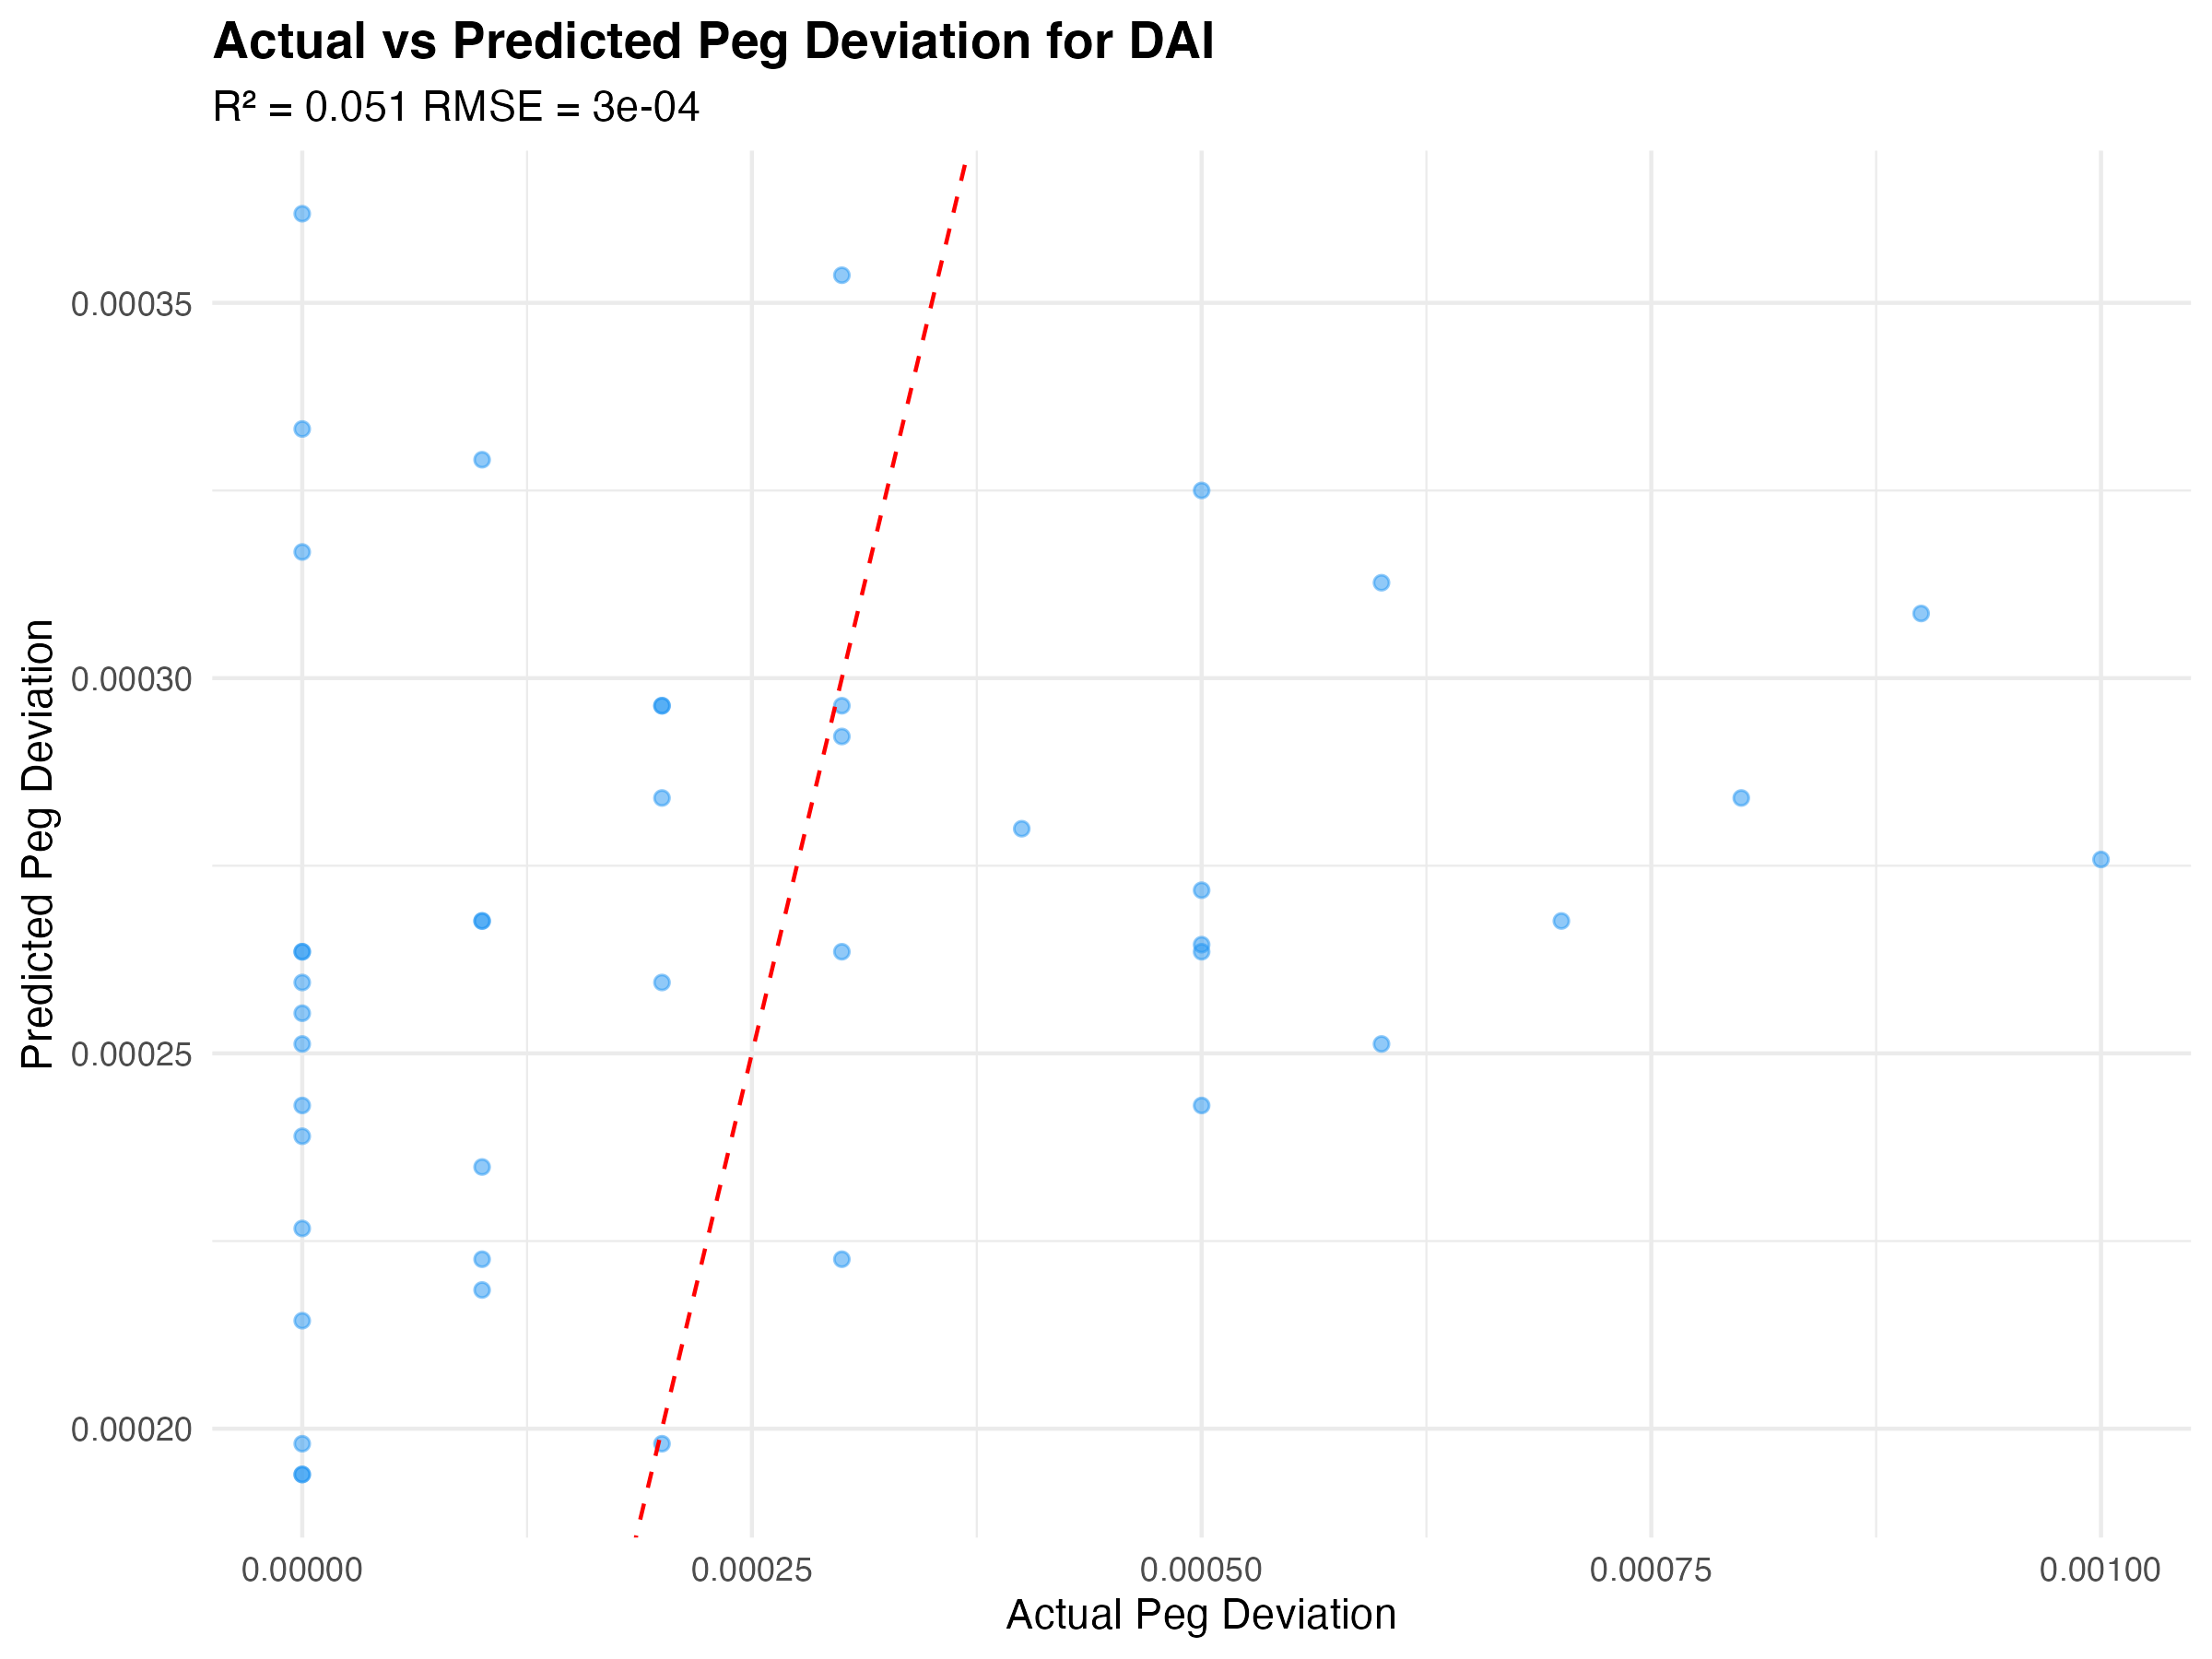 Actual vs Predicted Peg Deviation for DAI
R² = 0.051 RMSE = 3e-04
Predicted Peg Deviation
0.00035
0.00030
0.00025
0.00020
0.00000 0.00025 0.00050 0.00075 0.00100
Actual Peg Deviation